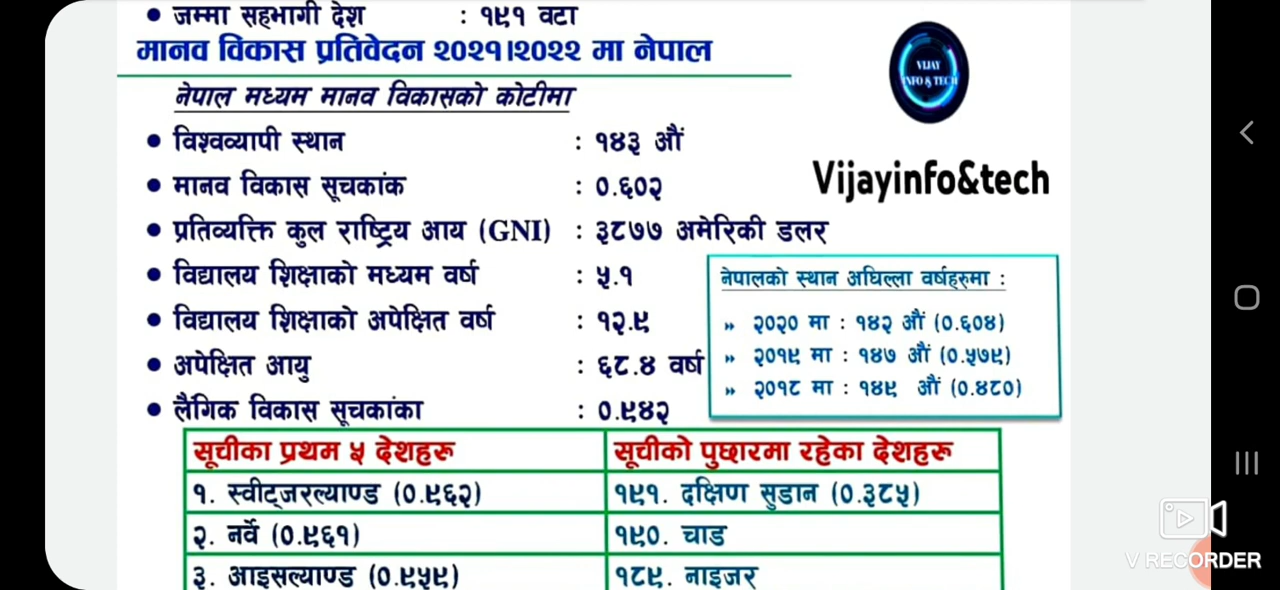 • जम्मा सहभागी देश : १९१ वटा
मानव विकास प्रतिवेदन २०२१।२०२२ मा नेपाल
नेपाल मध्यम मानव विकासको कोटीमा
• विश्वव्यापी स्थान : १४३ औं
• मानव विकास सूचकांक : ०.६०२
• प्रतिव्यक्ति कुल राष्ट्रिय आय (GNI) : ३८७७ अमेरिकी डलर
• विद्यालय शिक्षाको मध्यम वर्ष : ५.१
• विद्यालय शिक्षाको अपेक्षित वर्ष : १२.९
• अपेक्षित आयु : ६८.४ वर्ष
• लैंगिक विकास सूचकांका : ०.९४२
VIJAY
INFO & TECH
Vijayinfo&tech
नेपालको स्थान अघिल्ला वर्षहरुमा :
» २०२० मा : १४२ औं (०.६०४)
» २०१९ मा : १४७ औं (०.५७९)
» २०१८ मा : १४९ औं (०.४८०)
सूचीका प्रथम ५ देशहरू सूचीको पुछारमा रहेका देशहरू
१. स्वीट्जरल्याण्ड (०.९६२) १९१. दक्षिण सुडान (०.३८५)
२. नर्वे (०.९६१) १९०. चाड
३. आइसल्याण्ड (०.९५९) १८९. नाइजर
V RECORDER